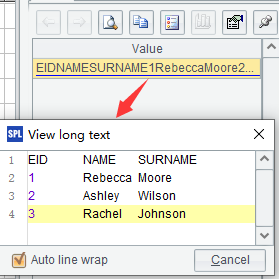 Value
EIDNAMESURNAME1RebeccaMoore2...
SPL View long text
1 EID NAME SURNAME
2 1 Rebecca Moore
3 2 Ashley Wilson
4 3 Rachel Johnson
Auto line wrap Cancel